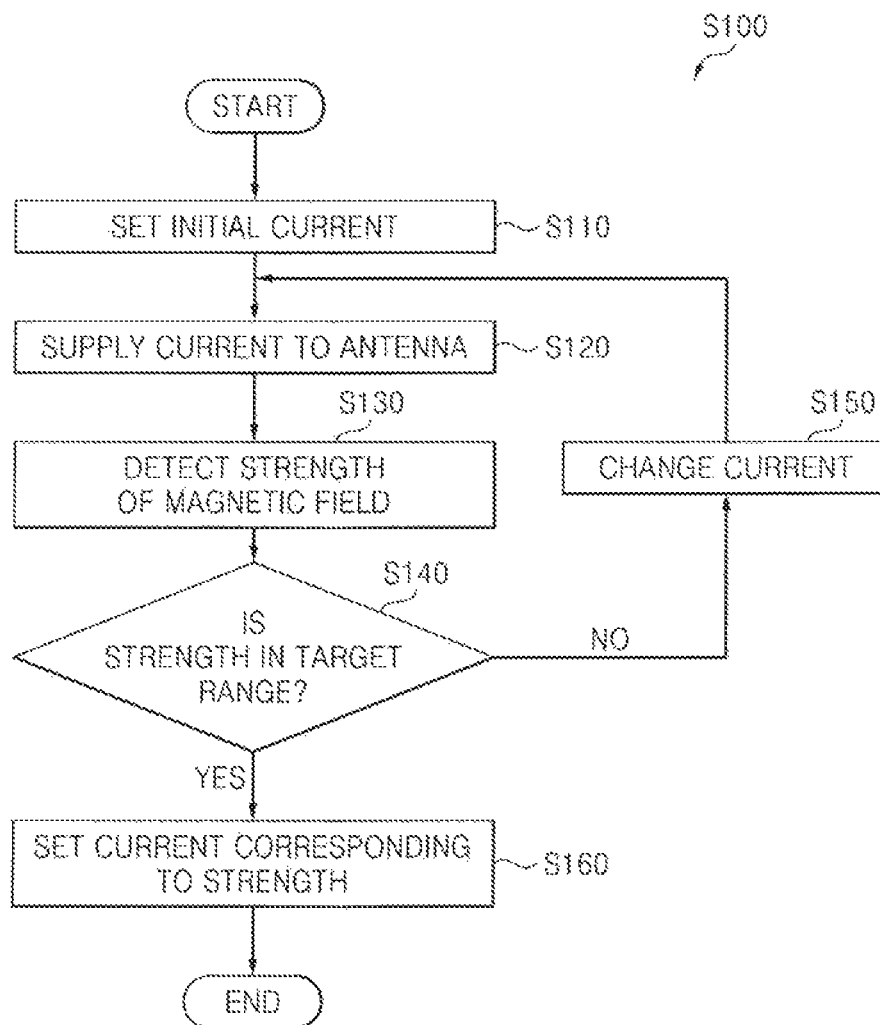 S100
START
SET INITIAL CURRENT
S110
SUPPLY CURRENT TO ANTENNA
S120
S130
DETECT STRENGTH
OF MAGNETIC FIELD
S150
CHANGE CURRENT
S140
IS
STRENGTH IN TARGET
RANGE?
NO
YES
SET CURRENT CORRESPONDING
TO STRENGTH
S160
END